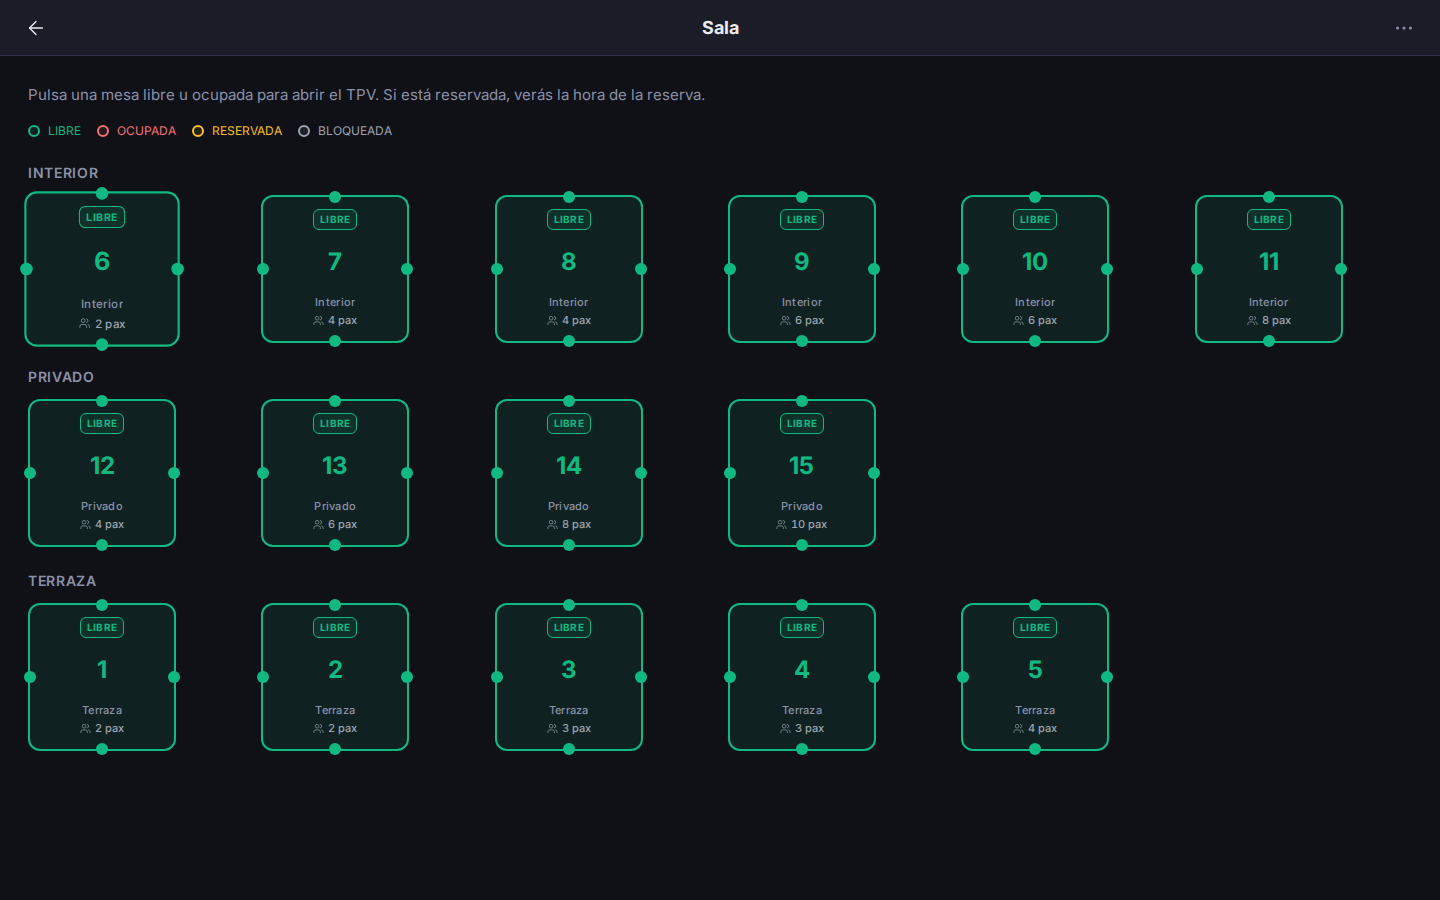 Sala
Pulsa una mesa libre u ocupada para abrir el TPV. Si está reservada, verás la hora de la reserva.
LIBRE OCUPADA RESERVADA BLOQUEADA
INTERIOR
LIBRE LIBRE LIBRE LIBRE LIBRE LIBRE
6 7 8 9 10 11
Interior Interior Interior Interior Interior Interior
2 pax 4 pax 4 pax 6 pax 6 pax 8 pax
PRIVADO
LIBRE LIBRE LIBRE LIBRE
12 13 14 15
Privado Privado Privado Privado
4 pax 6 pax 8 pax 10 pax
TERRAZA
LIBRE LIBRE LIBRE LIBRE LIBRE
1 2 3 4 5
Terraza Terraza Terraza Terraza Terraza
2 pax 2 pax 3 pax 3 pax 4 pax